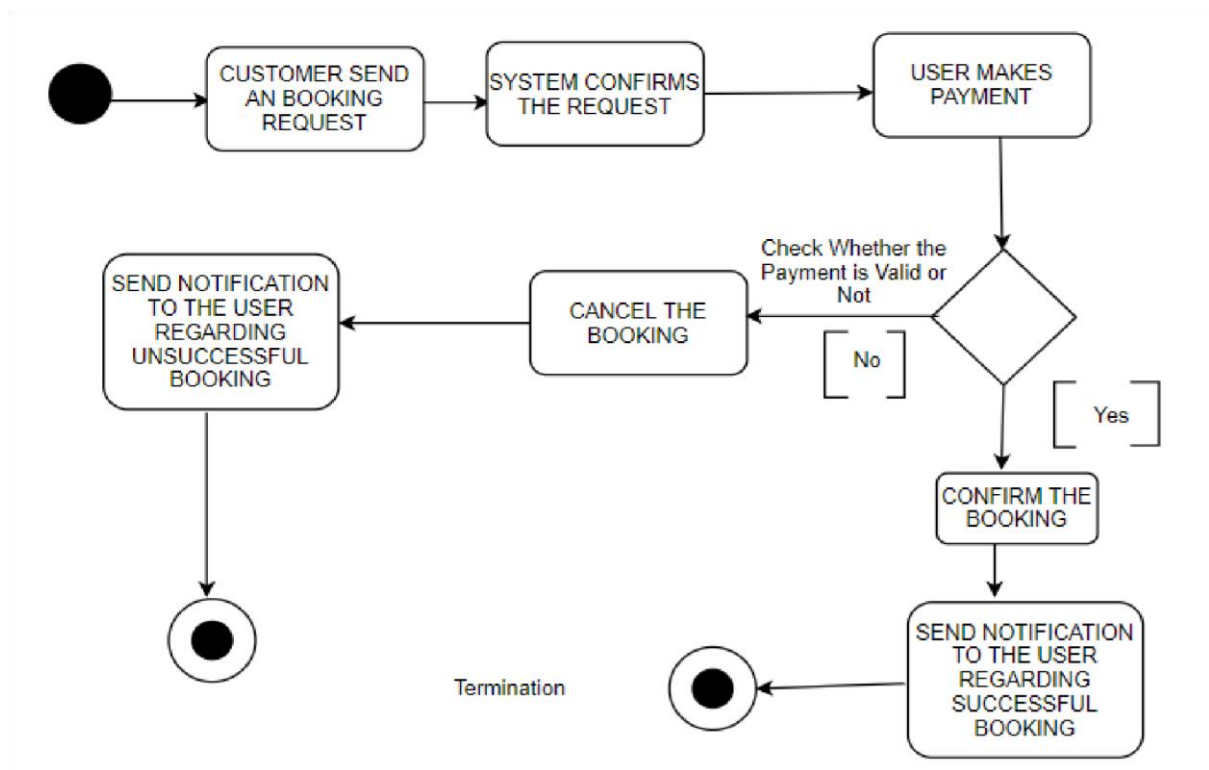 CUSTOMER SEND
AN BOOKING
REQUEST
SYSTEM CONFIRMS
THE REQUEST
USER MAKES
PAYMENT
Check Whether the
Payment is Valid or
Not
No
Yes
CANCEL THE
BOOKING
SEND NOTIFICATION
TO THE USER
REGARDING
UNSUCCESSFUL
BOOKING
CONFIRM THE
BOOKING
SEND NOTIFICATION
TO THE USER
REGARDING
SUCCESSFUL
BOOKING
Termination